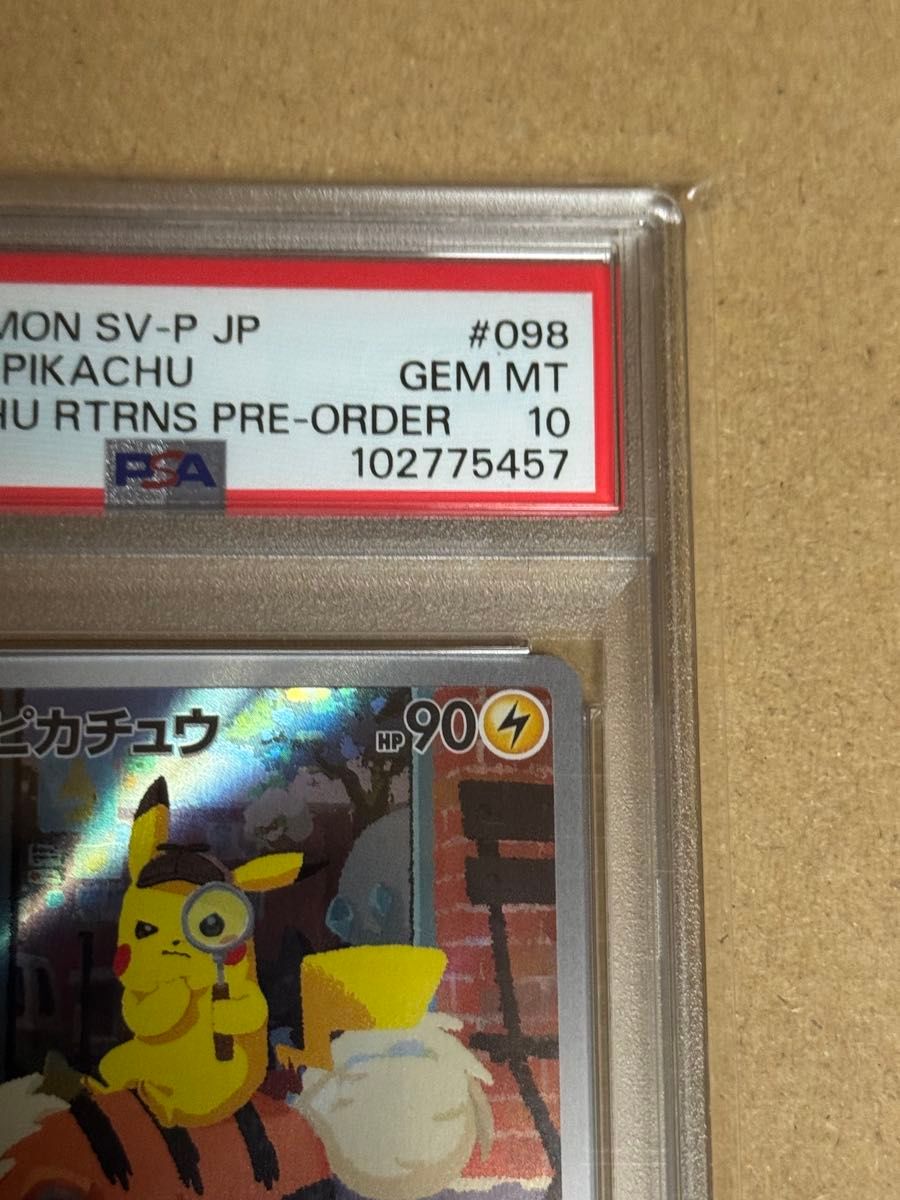 MON SV-P JP #098
PIKACHU GEM MT
HU RTRNS PRE-ORDER 10
PSA 102775457
ピカチュウ HP90